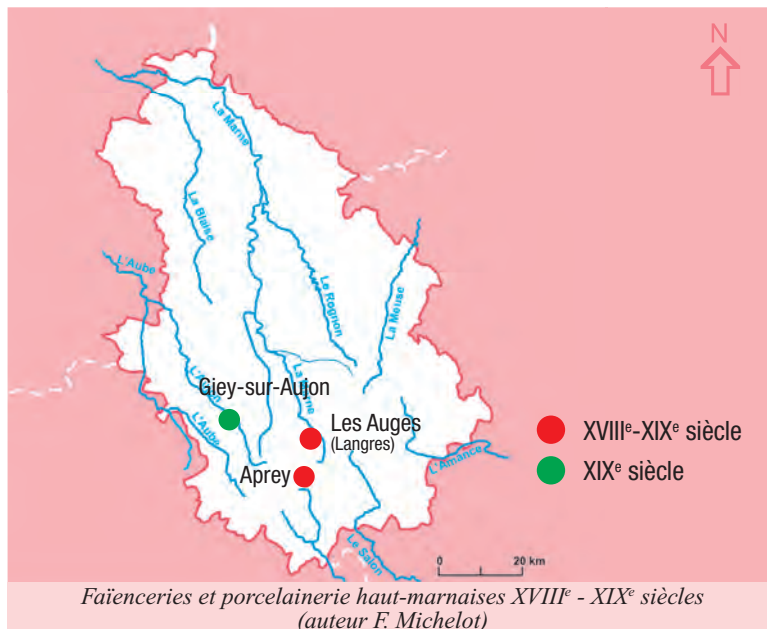 N
La Marne
La Blaise
L'Aube
Le Rognon
La Meuse
L'Aujon
Giey-sur-Aujon
La Marne
L'Aube
Les Auges
(Langres)
Aprey
L'Amance
Le Salon
XVIIIe-XIXe siècle
XIXe siècle
0 20 km
Faïenceries et porcelainerie haut-marnaises XVIIIe - XIXe siècles
(auteur F. Michelot)